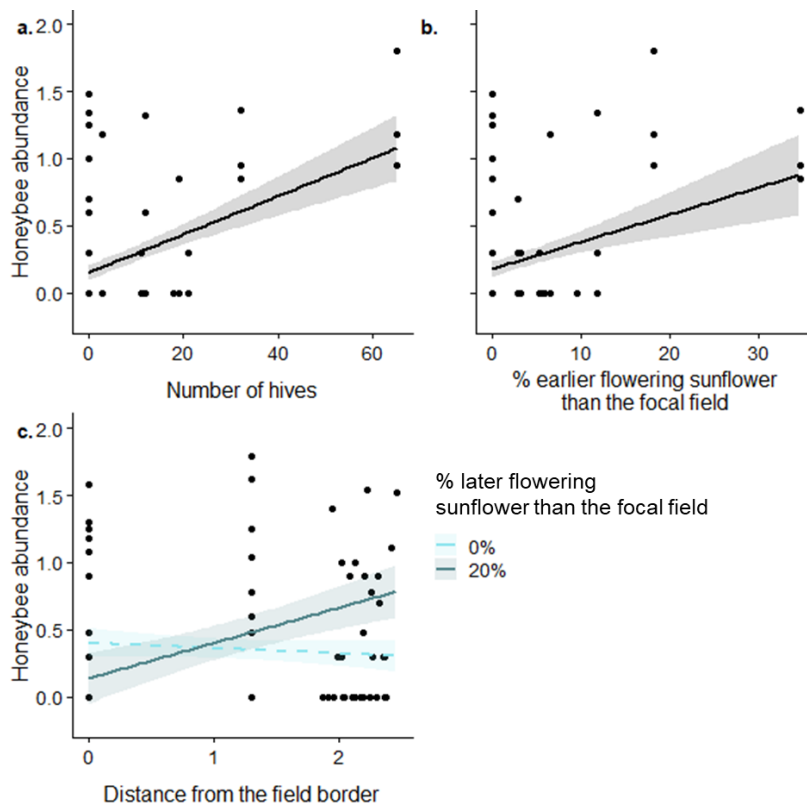 a.
2.0
1.5
1.0
0.5
0.0
Honeybee abundance
0 20 40 60
Number of hives
b.
0 10 20 30
% earlier flowering sunflower
than the focal field
c.
2.0
1.5
1.0
0.5
0.0
Honeybee abundance
0 1 2
Distance from the field border
% later flowering
sunflower than the focal field
0%
20%